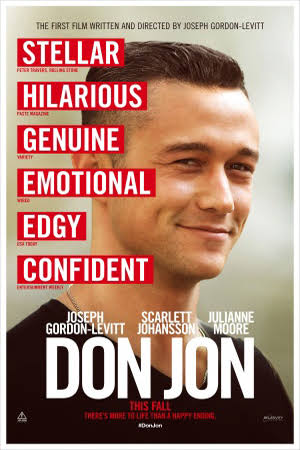 THE FIRST FILM WRITTEN AND DIRECTED BY JOSEPH GORDON-LEVITT
STELLAR
PETER TRAVERS, ROLLING STONE
HILARIOUS
PASTE MAGAZINE
GENUINE
VARIETY
EMOTIONAL
WIRED
EDGY
USA TODAY
CONFIDENT
ENTERTAINMENT WEEKLY
JOSEPH GORDON-LEVITT
SCARLETT JOHANSSON
JULIANNE MOORE
DON JON
THIS FALL
THERE'S MORE TO LIFE THAN A HAPPY ENDING.
#DonJon